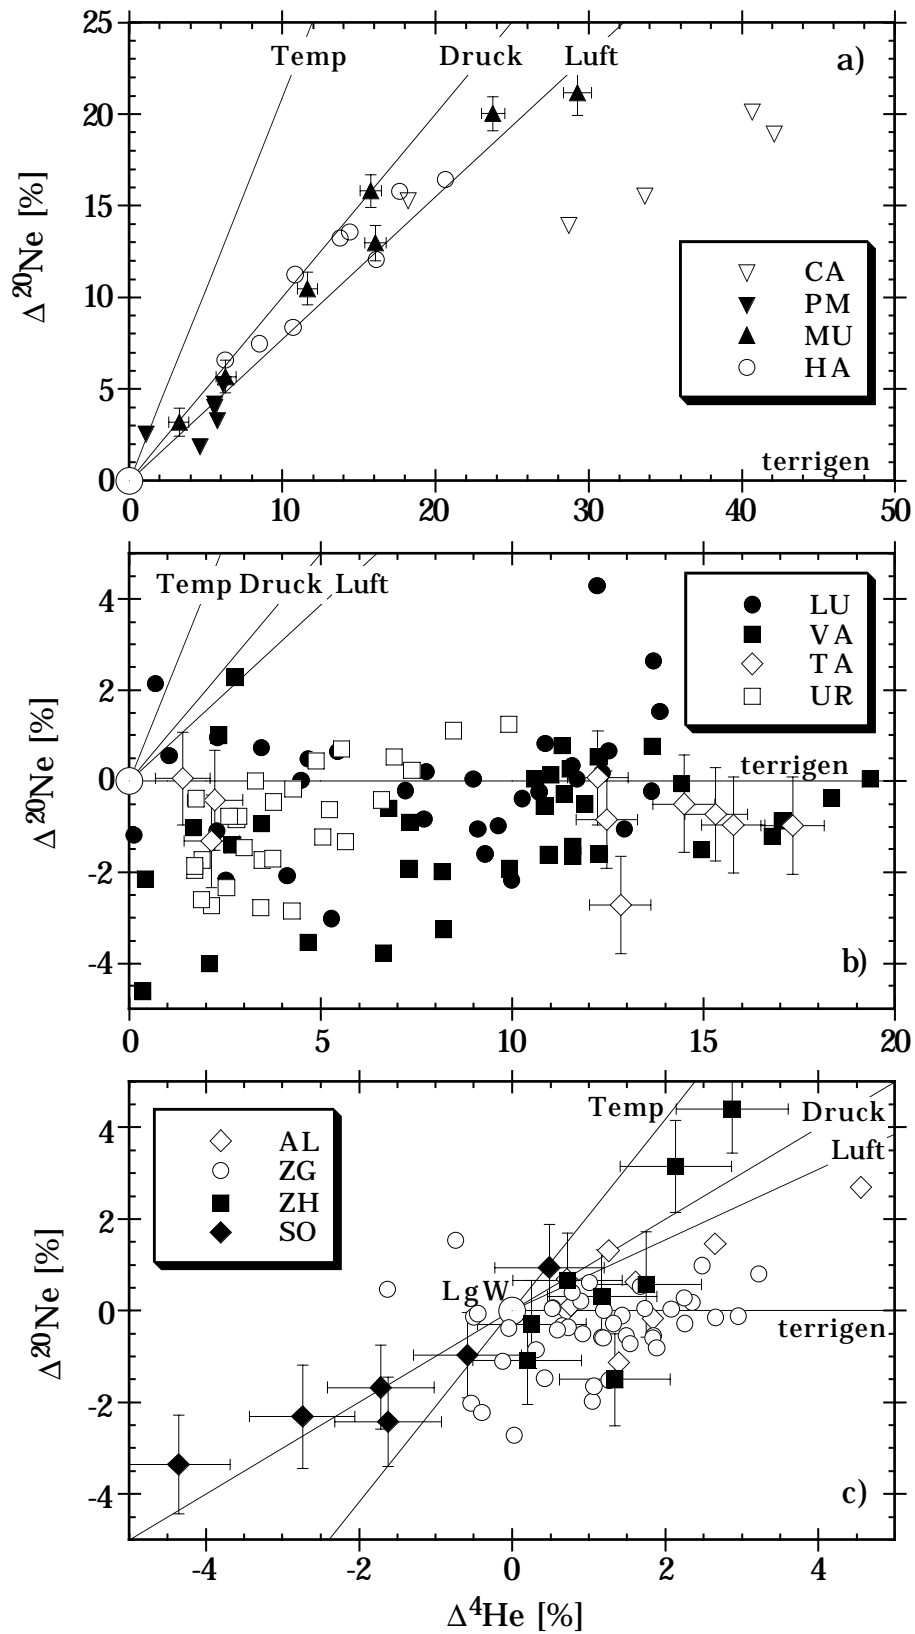 25
Temp Druck Luft a)
20
15
Δ²⁰Ne [%]
CA
PM
10
MU
HA
5
terrigen
0
0 10 20 30 40 50
Temp Druck Luft
4
LU
VA
TA
2
UR
Δ²⁰Ne [%]
terrigen
0
-2
-4
b)
0 5 10 15 20
Temp Druck
4
Luft
AL
ZG
ZH
SO
2
Δ²⁰Ne [%]
LgW
0
terrigen
-2
-4
c)
-4 -2 0 2 4
Δ⁴He [%]